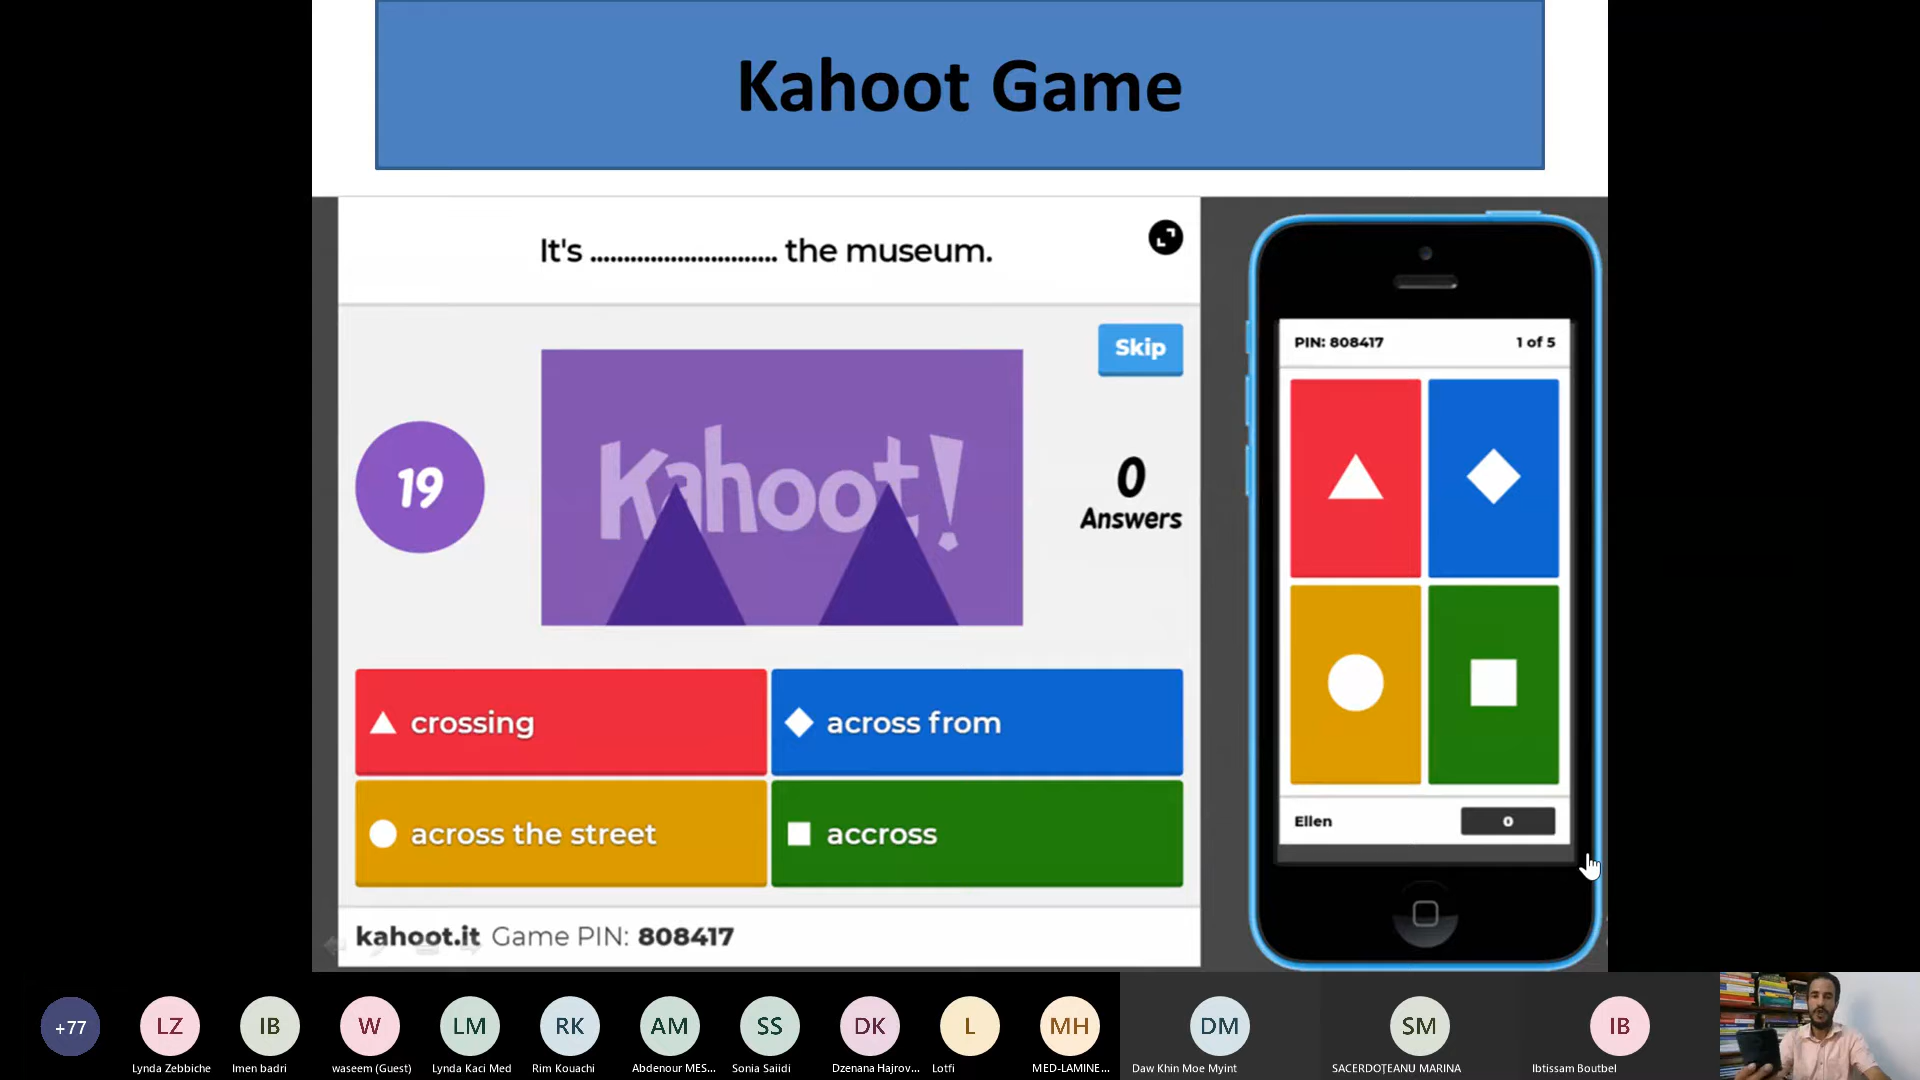 Kahoot Game
It's ............................ the museum.
Skip
19
Kahoot!
0
Answers
crossing
across from
across the street
accross
kahoot.it Game PIN: 808417
PIN: 808417 1 of 5
Ellen 0
+77 LZ IB W LM RK AM SS DK L MH DM SM IB
Lynda Zebbiche Imen badri waseem (Guest) Lynda Kaci Med Rim Kouachi Abdenour MES... Sonia Saiidi Dzenana Hajrov... Lotfi MED-LAMINE... Daw Khin Moe Myint SACERDOȚEANU MARINA Ibtissam Boutbel